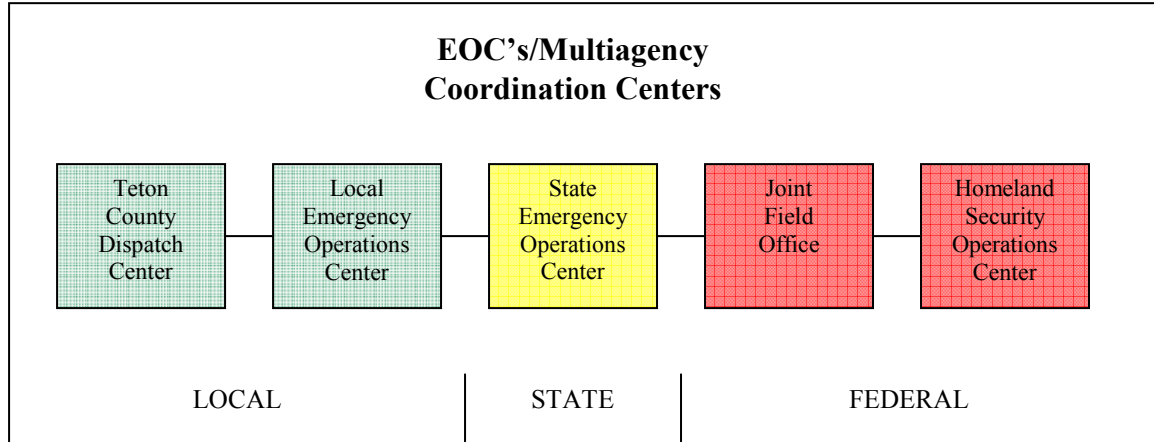 EOC's/Multiagency
Coordination Centers
Teton
County
Dispatch
Center
Local
Emergency
Operations
Center
State
Emergency
Operations
Center
Joint
Field
Office
Homeland
Security
Operations
Center
LOCAL
STATE
FEDERAL